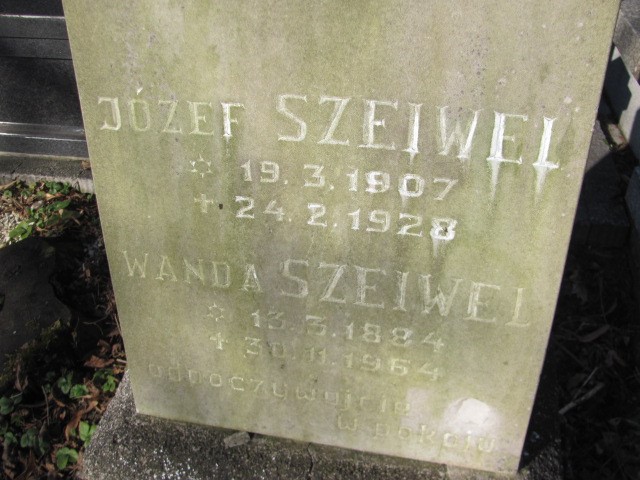 JÓZEF SZEIWEL
19.3.1907
24.2.1928
WANDA SZEIWEL
13.3.1884
30.11.1964
odpoczywajcie
w pokoju